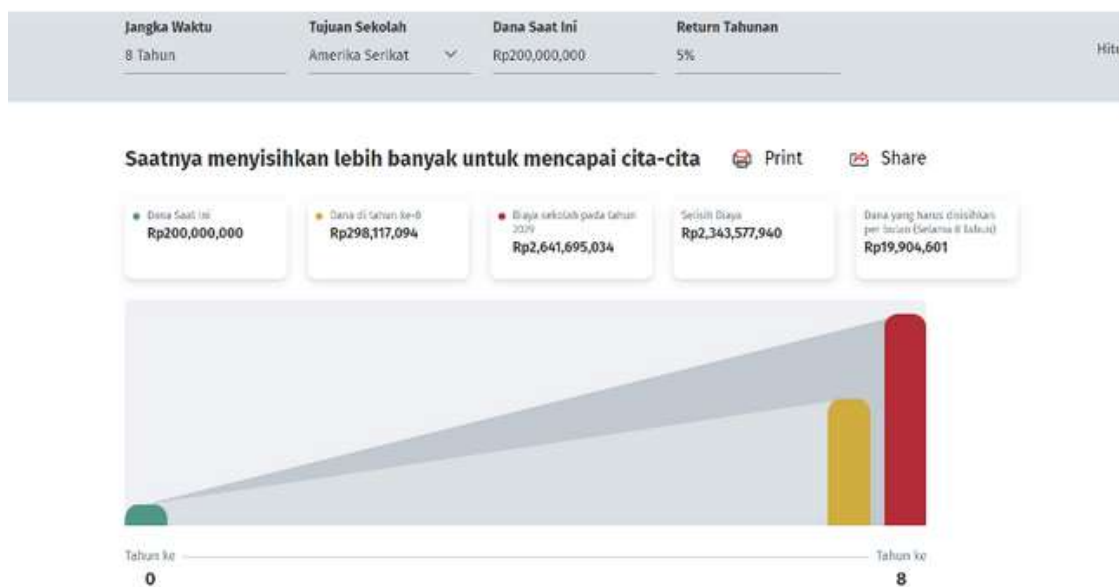 Jangka Waktu
Tujuan Sekolah
Dana Saat Ini
Return Tahunan
8 Tahun
Amerika Serikat
Rp200,000,000
5%
Saatnya menyisihkan lebih banyak untuk mencapai cita-cita
Print
Share
Dana Saat Ini
Rp200,000,000
Dana di tahun ke-8
Rp298,117,094
Biaya sekolah pada tahun
2029
Rp2,641,695,034
Selisih Biaya
Rp2,343,577,940
Dana yang harus disisihkan
per bulan (Selama 8 tahun)
Rp19,904,601
Tahun ke
0
Tahun ke
8